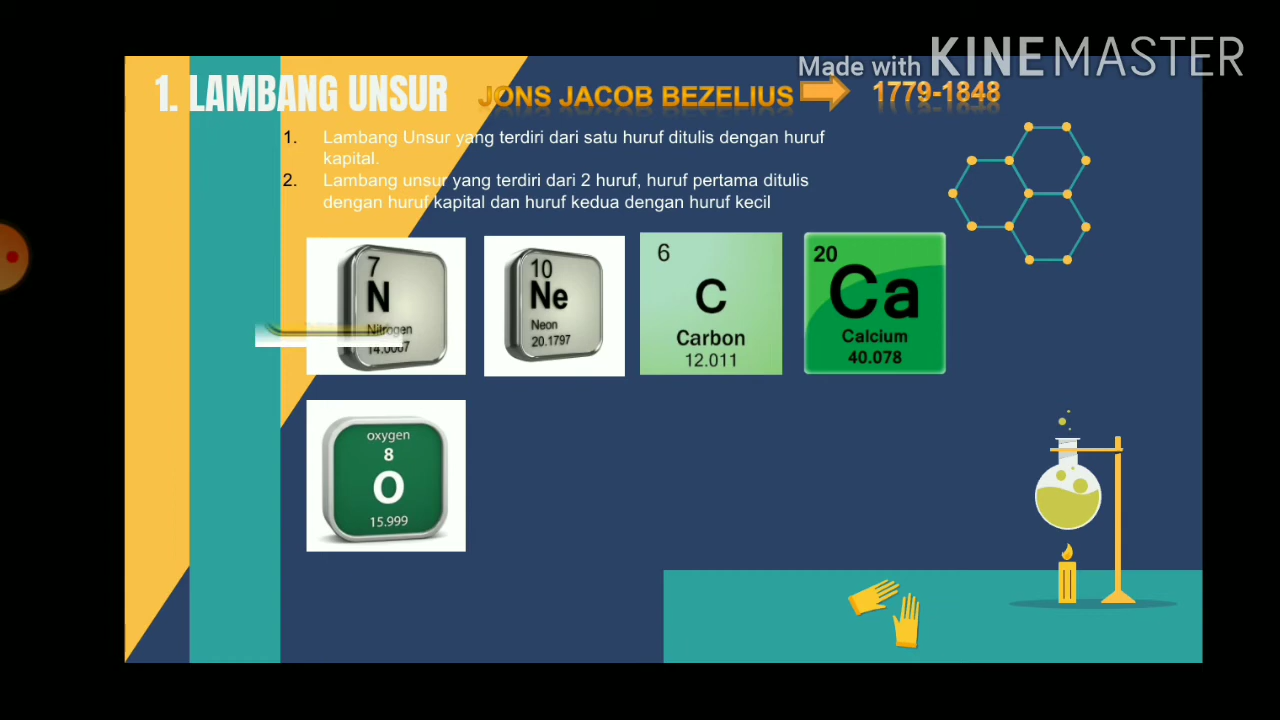 Made with KINEMASTER
1. LAMBANG UNSUR
JONS JACOB BEZELIUS
1779-1848
1. Lambang Unsur yang terdiri dari satu huruf ditulis dengan huruf
kapital.
2. Lambang unsur yang terdiri dari 2 huruf, huruf pertama ditulis
dengan huruf kapital dan huruf kedua dengan huruf kecil
7
N
Nitrogen
14.0067
10
Ne
Neon
20.1797
6
C
Carbon
12.011
20
Ca
Calcium
40.078
oxygen
8
O
15.999